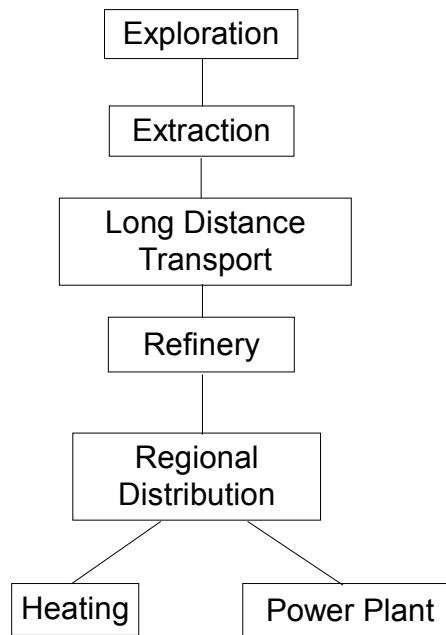 Exploration
Extraction
Long Distance
Transport
Refinery
Regional
Distribution
Heating
Power Plant